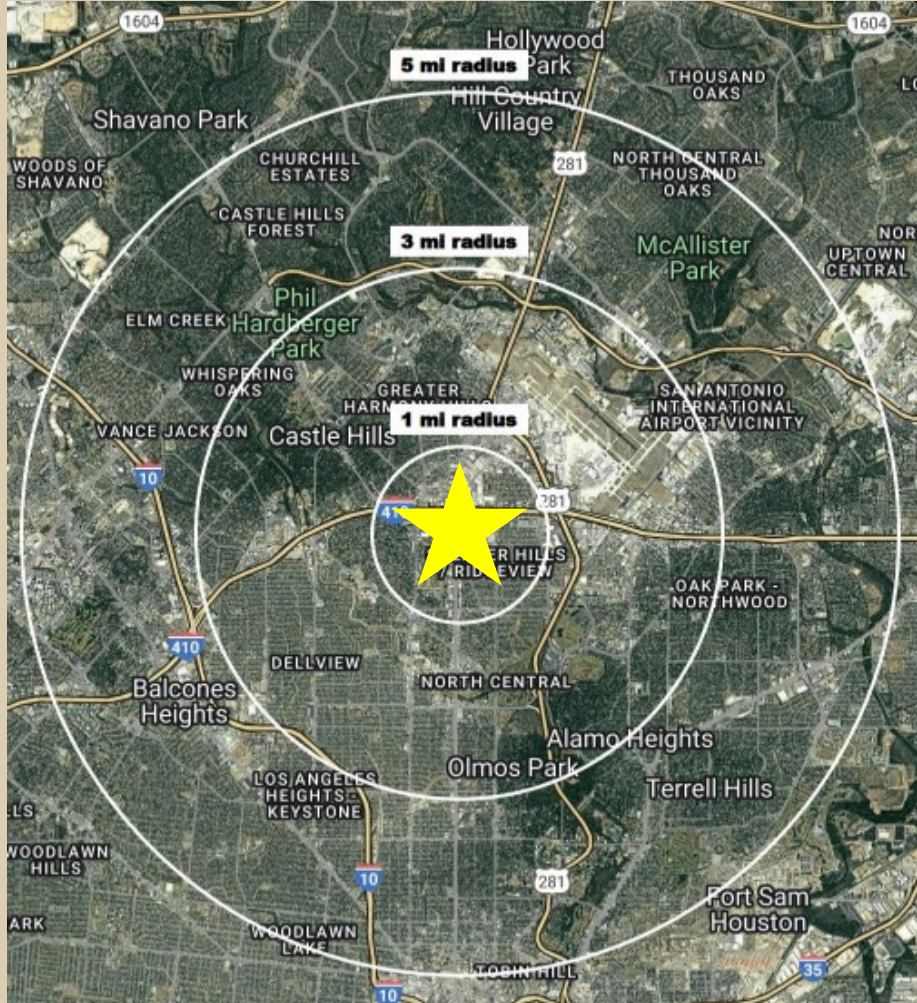 1604
1604
Hollywood
Park
5 mi radius
THOUSAND
OAKS
Hill Country
Village
Shavano Park
WOODS OF
SHAVANO
CHURCHILL
ESTATES
281
NORTH CENTRAL
THOUSAND
OAKS
CASTLE HILLS
FOREST
3 mi radius
McAllister
Park
UPTOWN
CENTRAL
Phil
Hardberger
Park
ELM CREEK
WHISPERING
OAKS
GREATER
SAN ANTONIO
INTERNATIONAL
AIRPORT VICINITY
1 mi radius
VANCE JACKSON
Castle Hills
10
410
281
HILLS
OAK PARK -
NORTHWOOD
410
DELLVIEW
NORTH CENTRAL
Balcones
Heights
Alamo Heights
Olmos Park
LOS ANGELES
HEIGHTS -
KEYSTONE
Terrell Hills
WOODLAWN
HILLS
10
281
Fort Sam
Houston
WOODLAWN
LAKE
TOBIN HILL
35
10